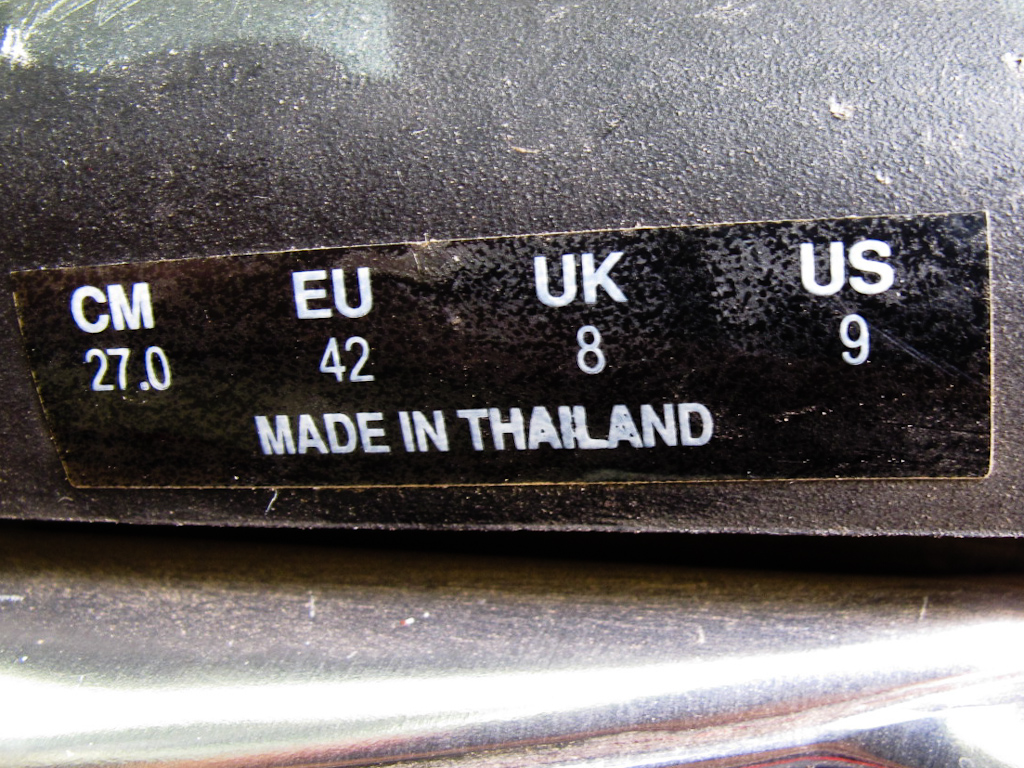 CM EU UK US
27.0 42 8 9
MADE IN THAILAND